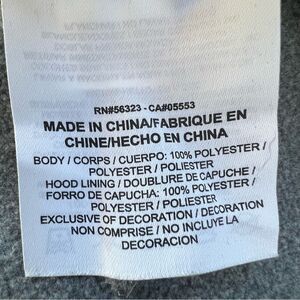 RN#56323 - CA#05553
MADE IN CHINA/FABRIQUE EN
CHINE/HECHO EN CHINA
BODY / CORPS / CUERPO: 100% POLYESTER /
POLYESTER / POLIESTER
HOOD LINING / DOUBLURE DE CAPUCHE /
FORRO DE CAPUCHA: 100% POLYESTER /
POLYESTER / POLIESTER
EXCLUSIVE OF DECORATION / DECORATION
NON COMPRISE / NO INCLUYE LA
DECORACION